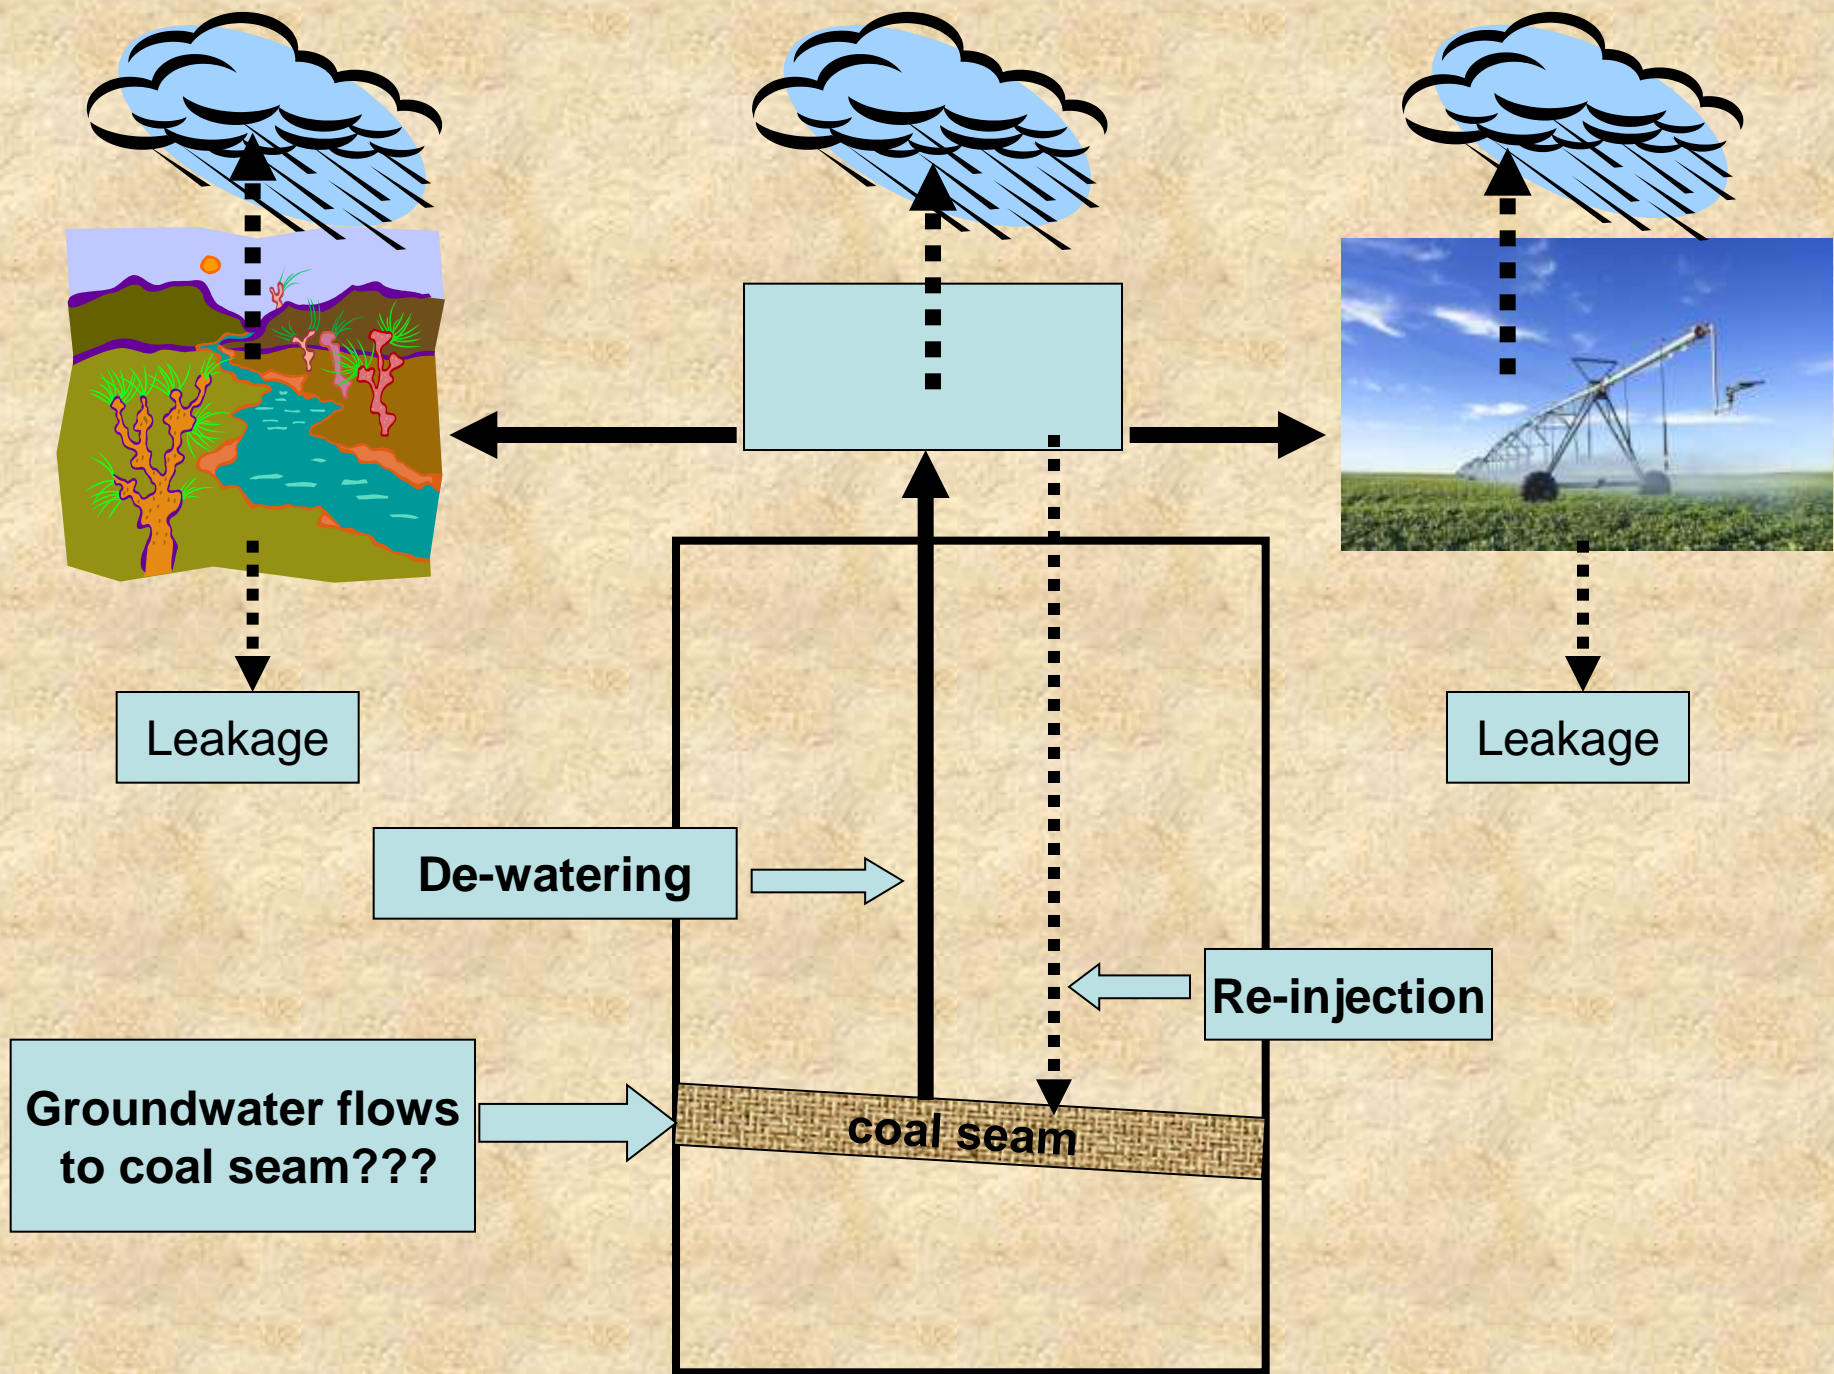 Leakage
Leakage
De-watering
Re-injection
Groundwater flows
to coal seam???
coal seam